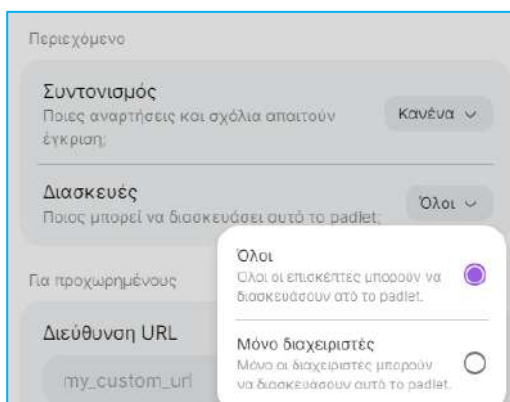 Περιεχόμενο
Συντονισμός
Ποιες αναρτήσεις και σχόλια απαιτούν
έγκριση;
Κανένα
Διασκευές
Ποιος μπορεί να διασκευάσει αυτό το padlet;
Όλοι
Όλοι
Όλοι οι επισκέπτες μπορούν να
διασκευάσουν ατό το padlet.
Μόνο διαχειριστές
Μόνο οι διαχειριστές μπορούν
να διασκευάσουν αυτό το padlet.
Για προχωρημένους
Διεύθυνση URL
my_custom_url